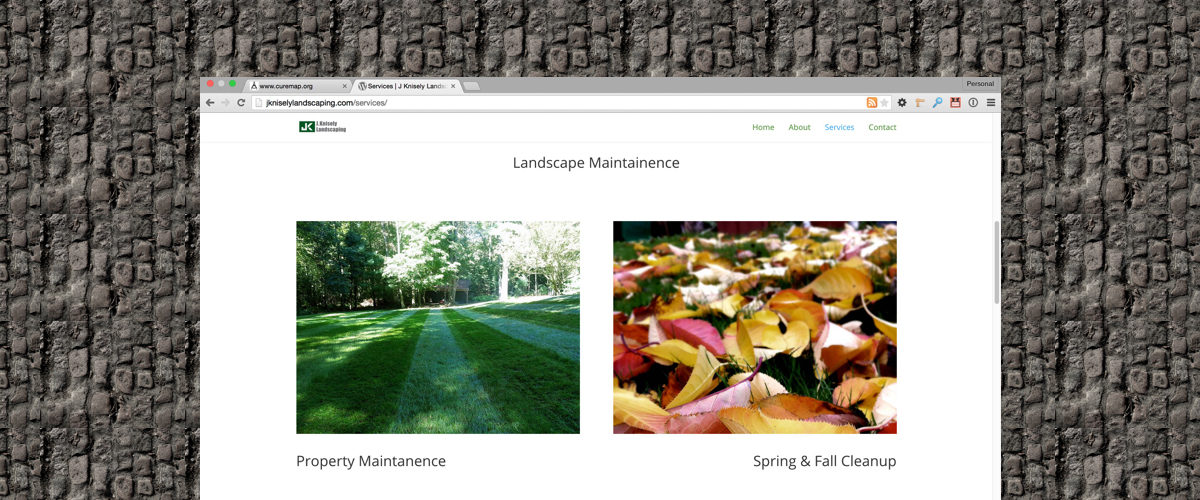 www.curemap.org
Services | J Knisely Lands
Personal
jkniselylandscaping.com/services/
JK
J.Knisely
Landscaping
Home
About
Services
Contact
Landscape Maintainence
Property Maintanence
Spring & Fall Cleanup